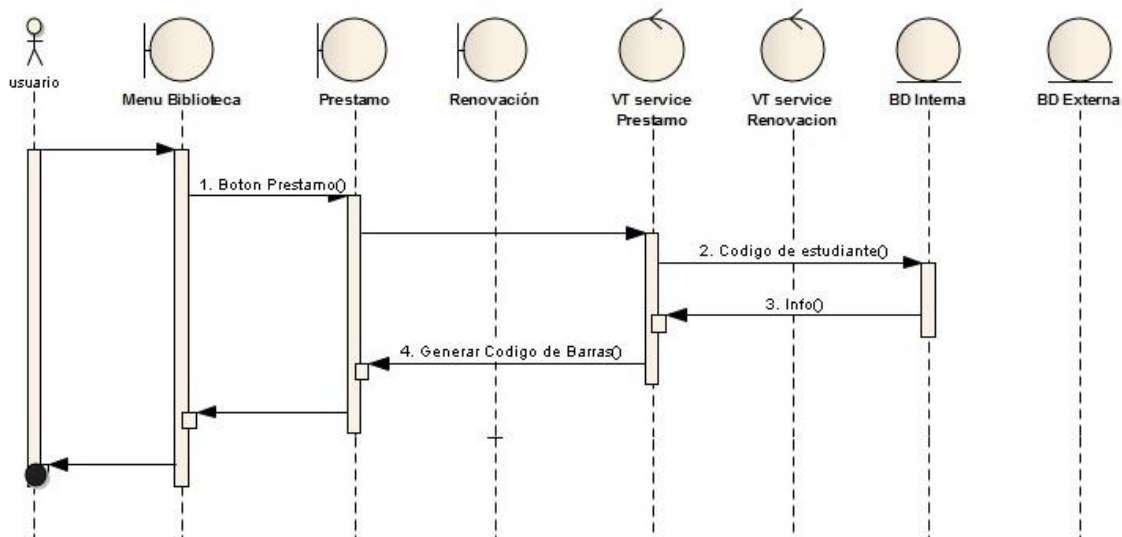 usuario
Menu Biblioteca
Prestamo
Renovación
VT service
Prestamo
VT service
Renovacion
BD Interna
BD Externa
1. Boton Prestamo()
2. Codigo de estudiante()
3. Info()
4. Generar Codigo de Barras()